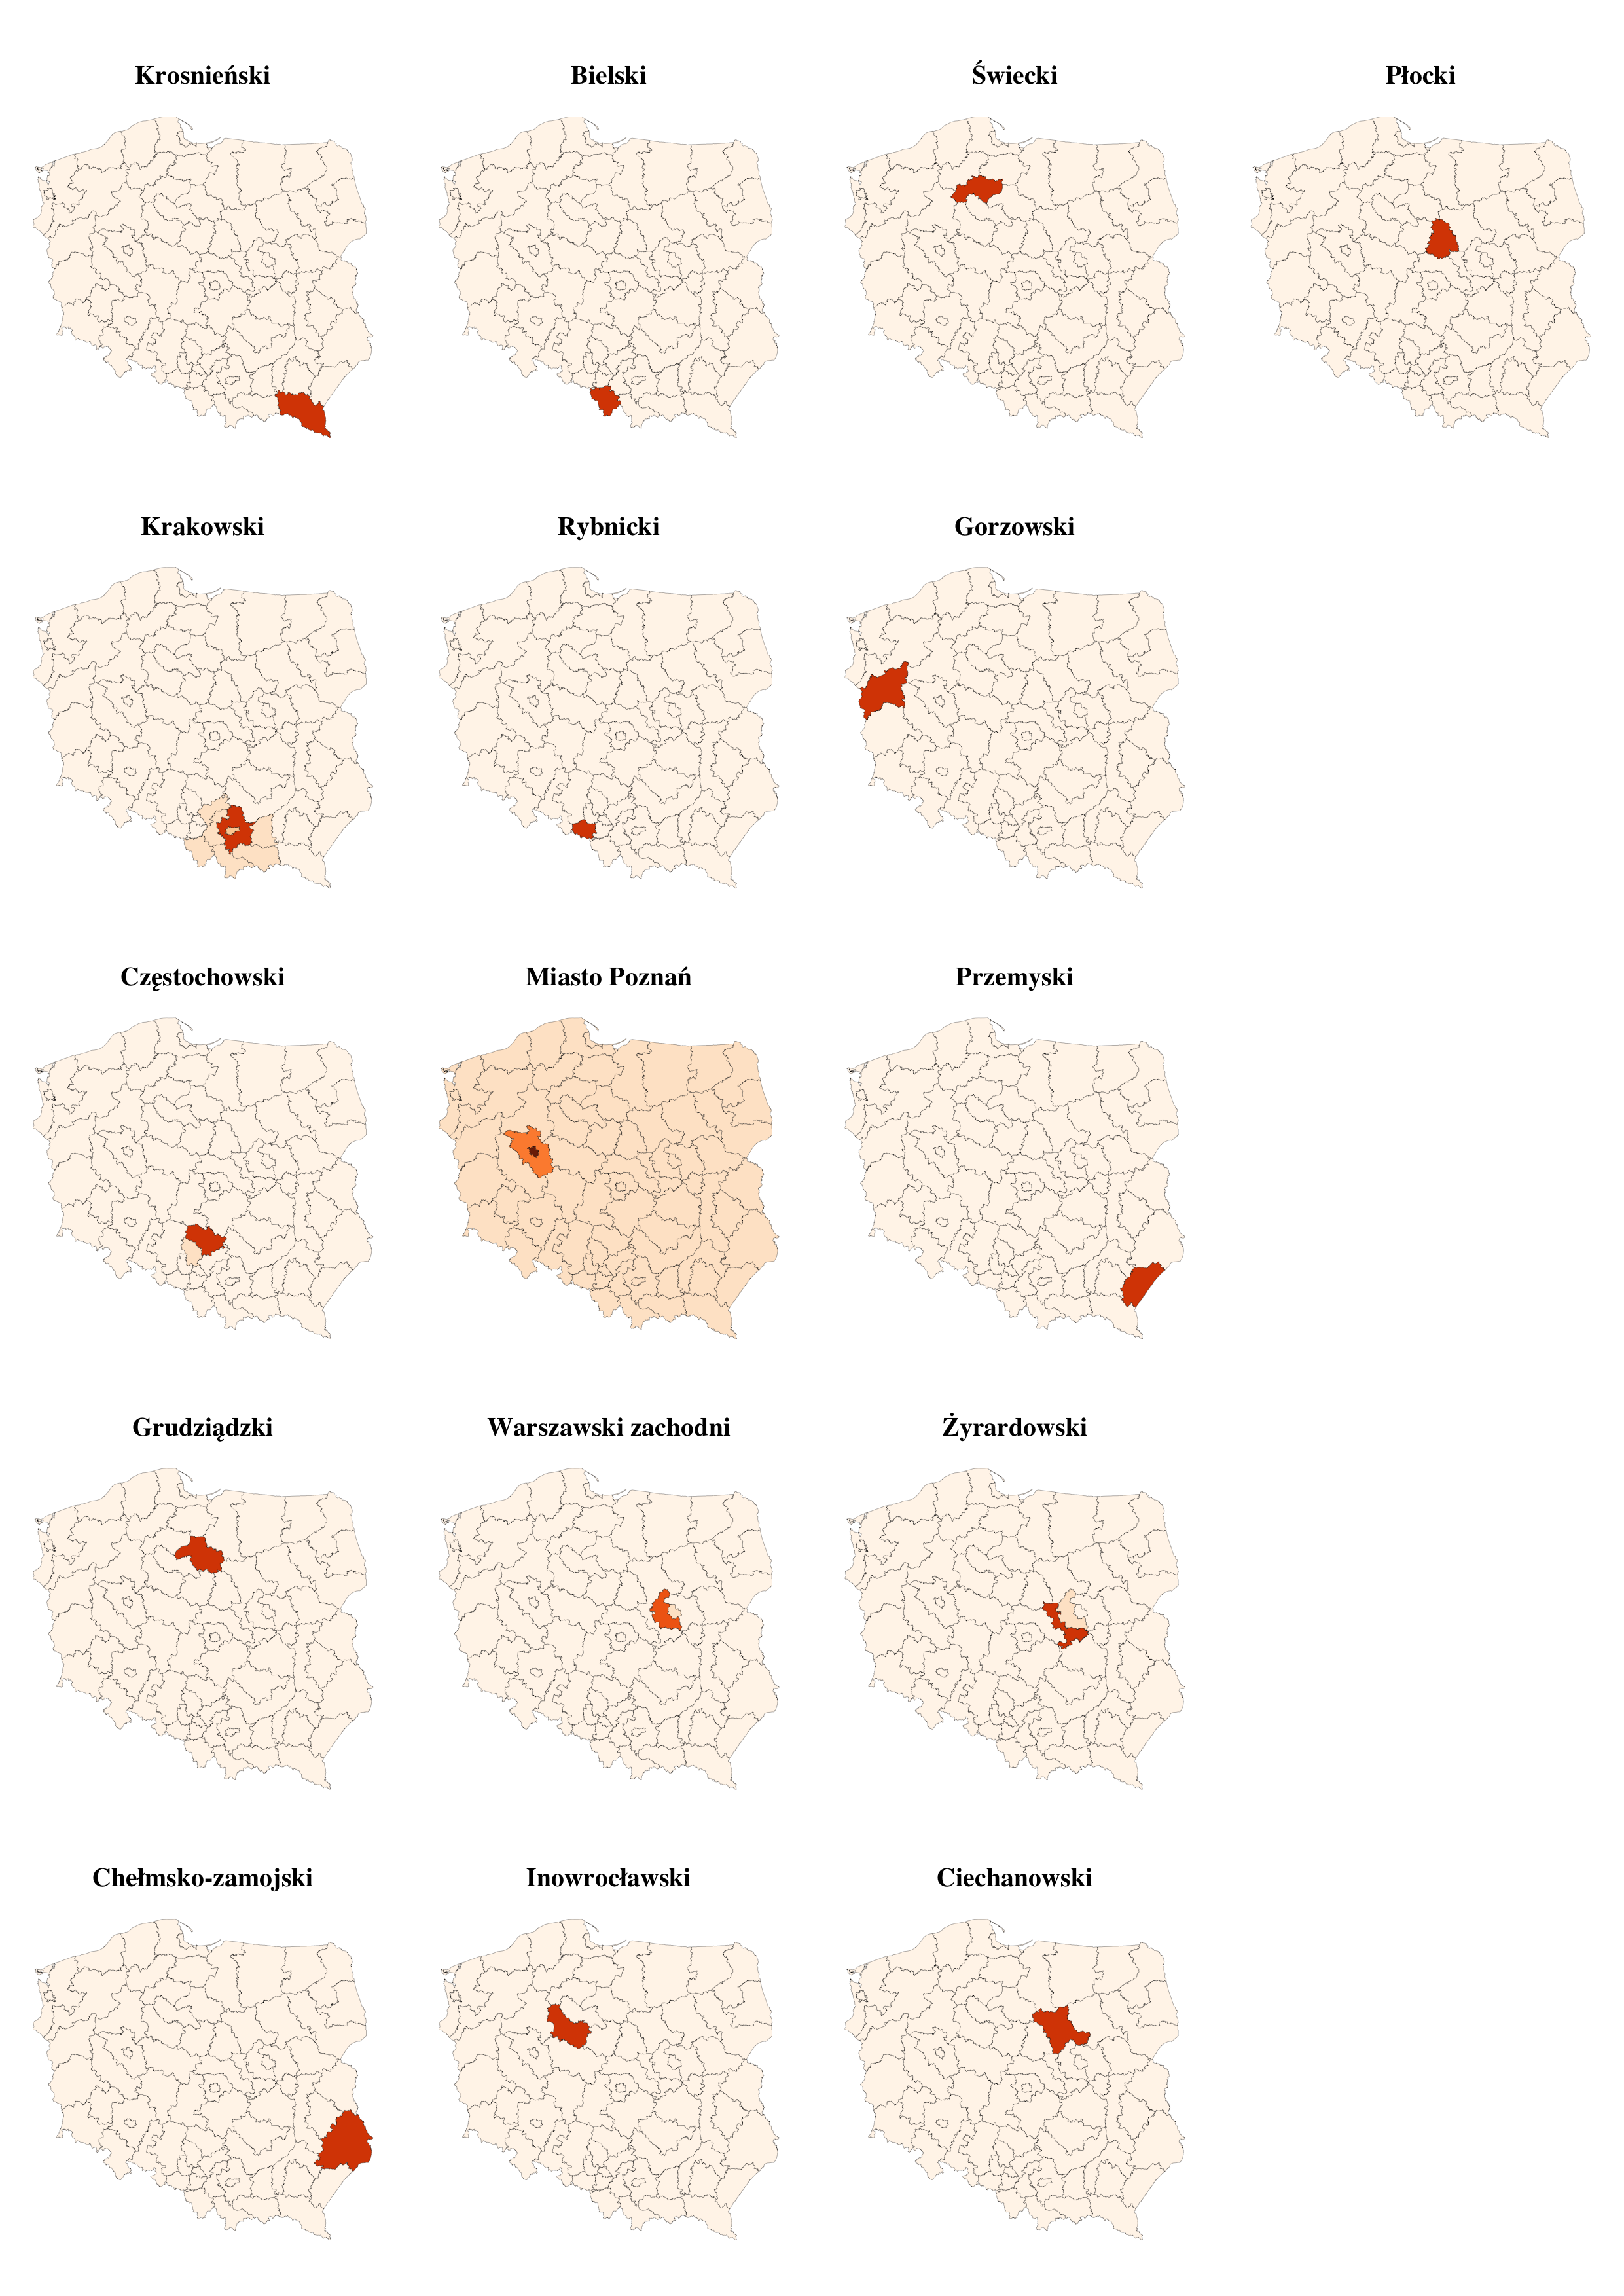 Krosnieński
Bielski
Świecki
Płocki
Krakowski
Rybnicki
Gorzowski
Częstochowski
Miasto Poznań
Przemyski
Grudziądzki
Warszawski zachodni
Żyrardowski
Chełmsko-zamojski
Inowrocławski
Ciechanowski